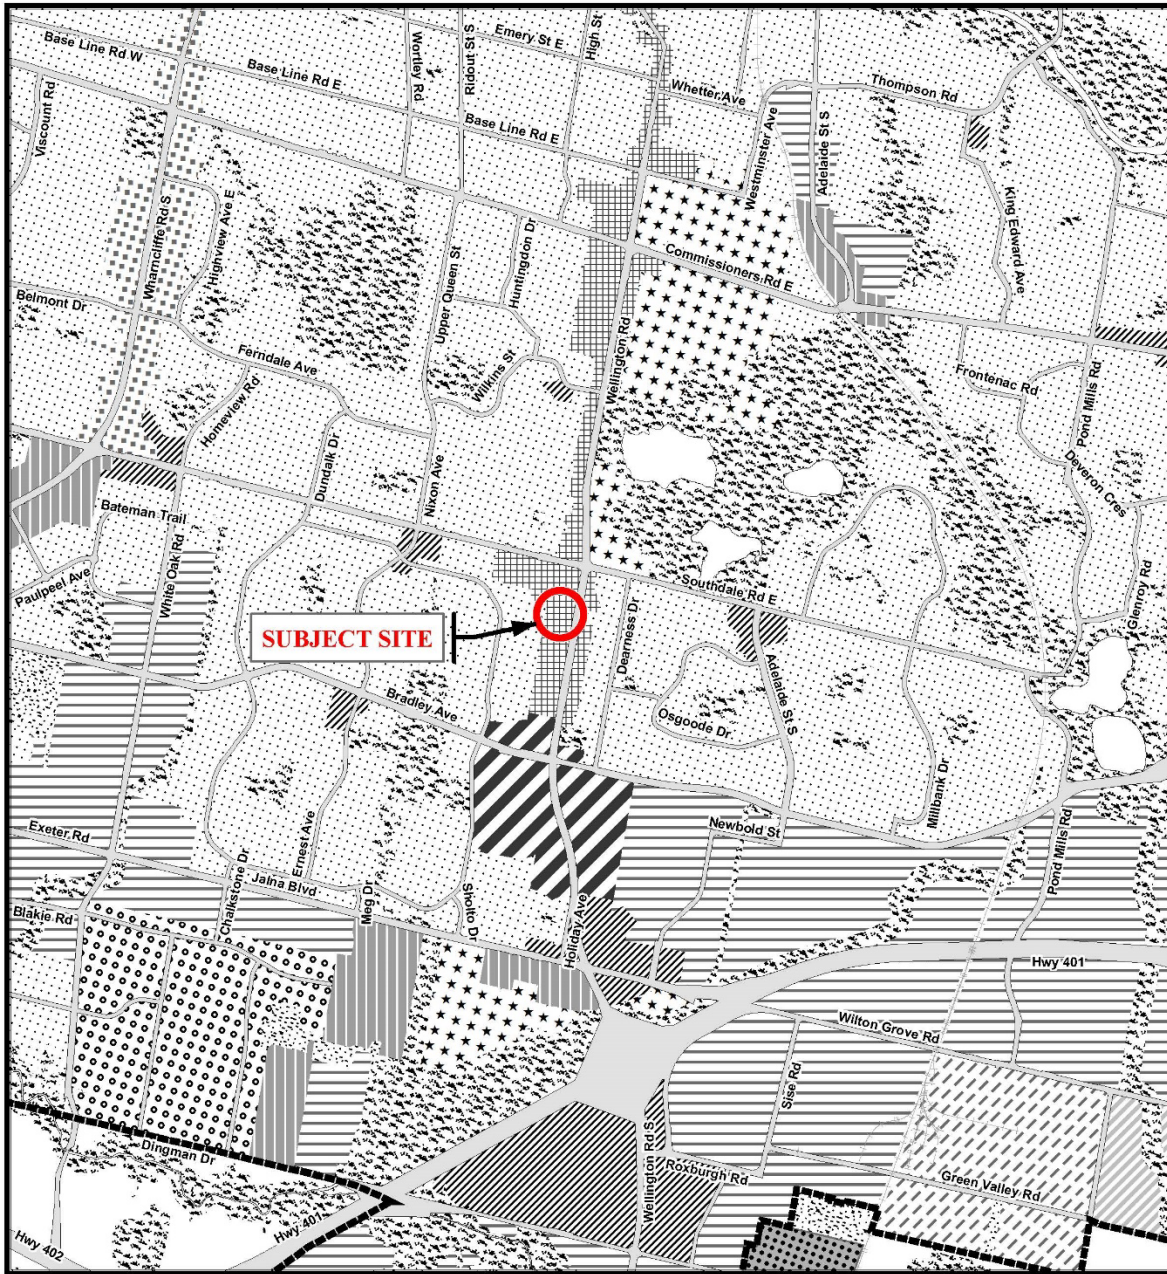 Base Line Rd W
Base Line Rd E
Wortley Rd
Ridout St S
Emery St E
High St
Whetter Ave
Thompson Rd
Viscount Rd
Base Line Rd E
Westminster Ave
Adelaide St S
King Edward Ave
Wharncliffe Rd S
Highview Ave E
Huntingdon Dr
Upper Queen St
Commissioners Rd E
Belmont Dr
Ferndale Ave
Wilkins St
Wellington Rd
Frontenac Rd
Pond Mills Rd
Homeview Rd
Dundalk Dr
Nixon Ave
Deveron Cres
Bateman Trail
White Oak Rd
Paulpeel Ave
Southdale Rd E
Glenroy Rd
SUBJECT SITE
Dearness Dr
Adelaide St S
Bradley Ave
Osgoode Dr
Millbank Dr
Exeter Rd
Ernest Ave
Newbold St
Pond Mills Rd
Chalkstone Dr
Jalna Blvd
Meg Dr
Sholto Dr
Holiday Ave
Blakie Rd
Hwy 401
Wilton Grove Rd
Sise Rd
Dingman Dr
Wellington Rd S
Roxburgh Rd
Green Valley Rd
Hwy 401
Hwy 402